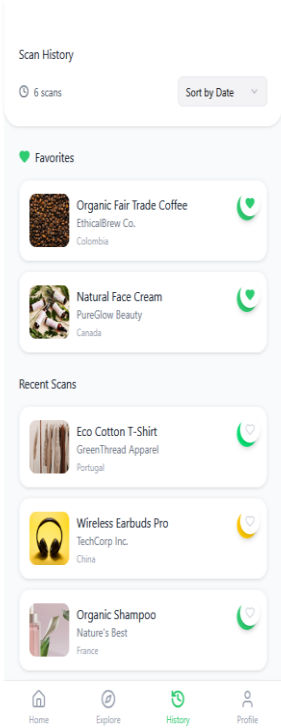 Scan History
6 scans
Sort by Date
Favorites
Organic Fair Trade Coffee
EthicalBrew Co.
Colombia
Natural Face Cream
PureGlow Beauty
Canada
Recent Scans
Eco Cotton T-Shirt
GreenThread Apparel
Portugal
Wireless Earbuds Pro
TechCorp Inc.
China
Organic Shampoo
Nature's Best
France
Home
Explore
History
Profile